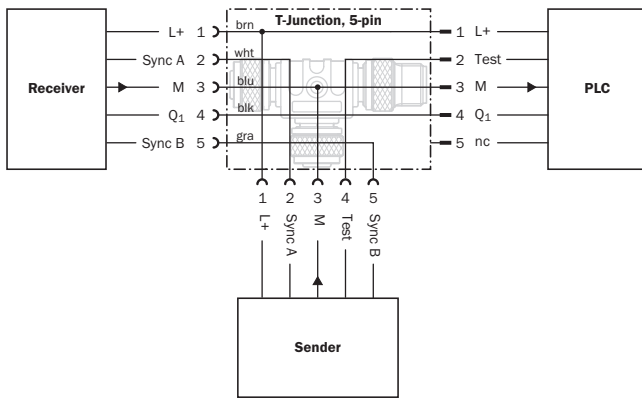 T-Junction, 5-pin
L+ 1 brn 1 L+
Sync A 2 wht 2 Test
Receiver M 3 blu 3 M PLC
Q1 4 blk 4 Q1
Sync B 5 gra 5 nc
1 2 3 4 5
L+ Sync A M Test Sync B
Sender